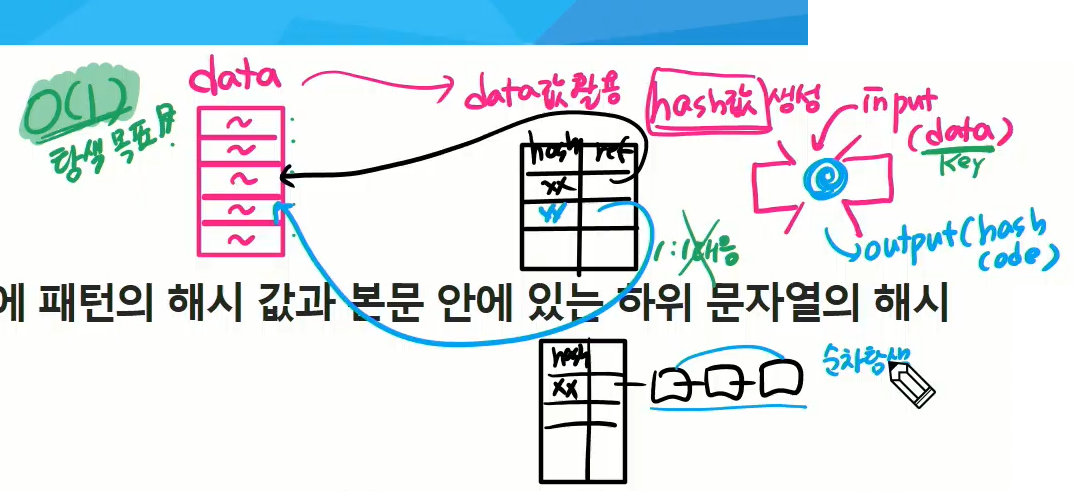 O(1)
탐색 목표!
data
~
~
~
~
~
data값 활용
hash값 생성
hash ref
xx
yy
1:1대응
input
(data)
Key
output(hash
code)
에 패턴의 해시 값과 본문 안에 있는 하위 문자열의 해시
hash
xx
순차탐색